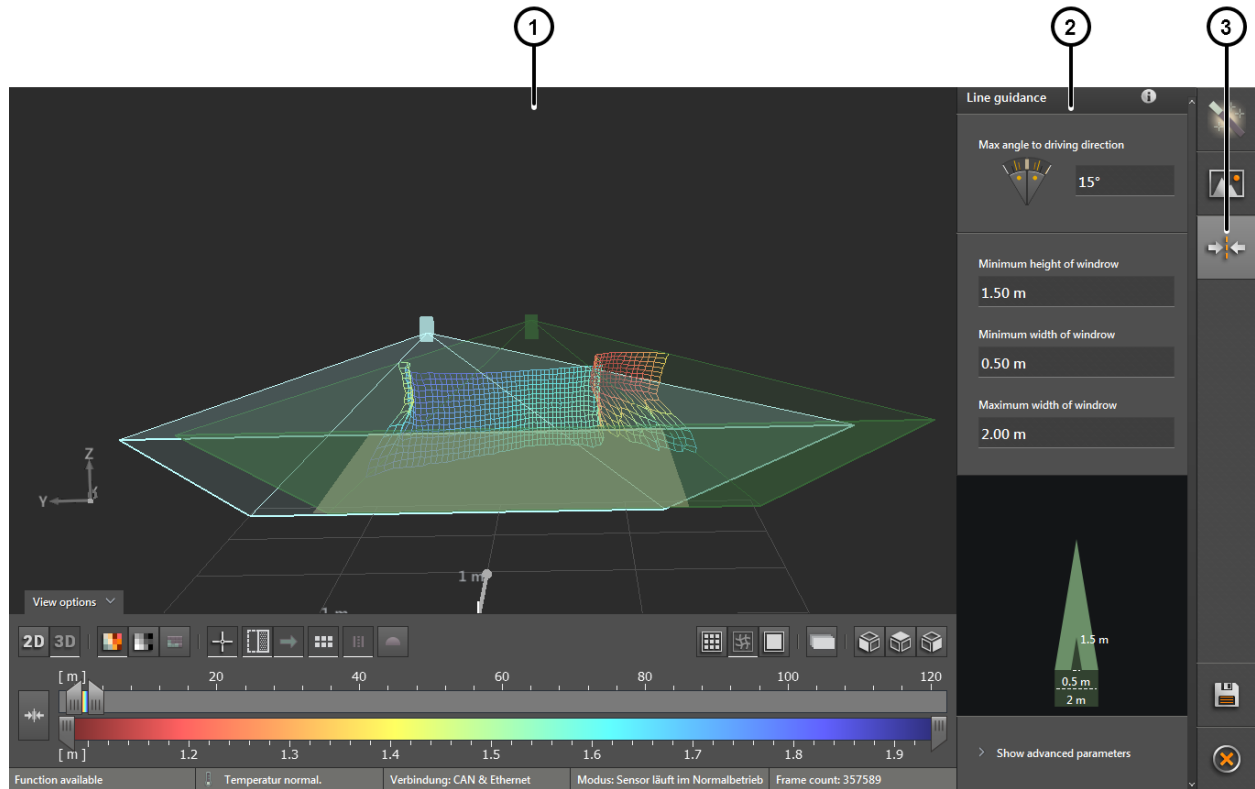 1
2
3
Line guidance
Max angle to driving direction
15°
Minimum height of windrow
1.50 m
Minimum width of windrow
0.50 m
Maximum width of windrow
2.00 m
Z
Y
1 m
1 m
1.5 m
0.5 m
2 m
View options
2D 3D
[ m ] 20 40 60 80 100 120
[ m ] 1.2 1.3 1.4 1.5 1.6 1.7 1.8 1.9
Show advanced parameters
Function available Temperatur normal. Verbindung: CAN & Ethernet Modus: Sensor läuft im Normalbetrieb Frame count: 357589